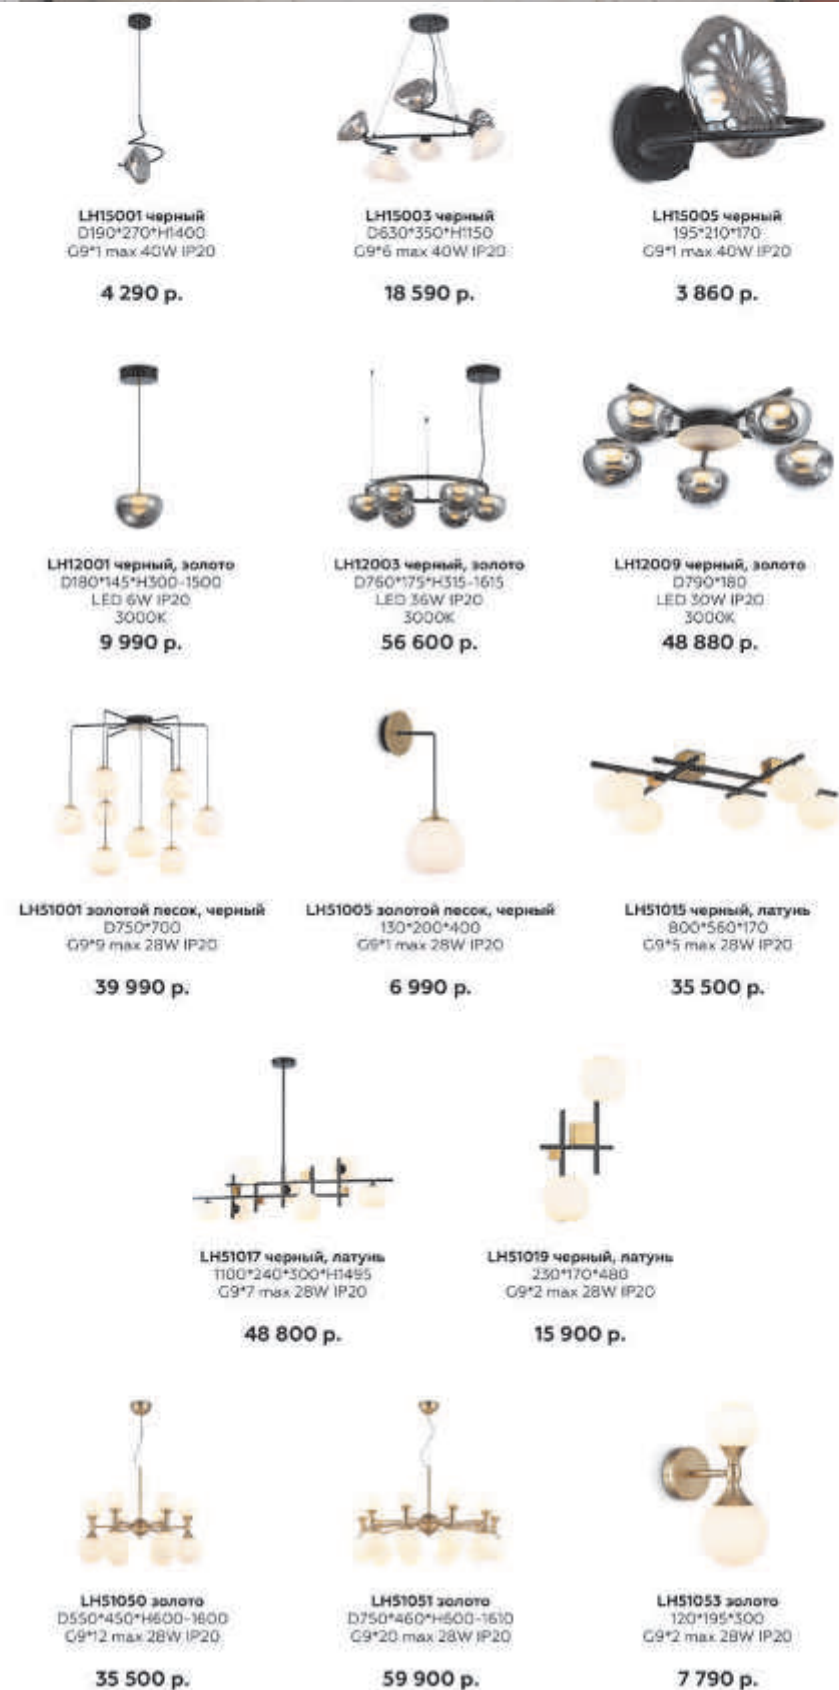 LH15001 черный
D190*270*H1400
G9*1 max 40W IP20
4 290 р.
LH15003 черный
D630*350*H1150
G9*6 max 40W IP20
18 590 р.
LH15005 черный
195*210*170
G9*1 max 40W IP20
3 860 р.
LH12001 черный, золото
D180*145*H300-1500
LED 6W IP20
3000K
9 990 р.
LH12003 черный, золото
D760*175*H315-1615
LED 36W IP20
3000K
56 600 р.
LH12009 черный, золото
D790*180
LED 30W IP20
3000K
48 880 р.
LH51001 золотой песок, черный
D750*700
G9*9 max 28W IP20
39 990 р.
LH51005 золотой песок, черный
130*200*400
G9*1 max 28W IP20
6 990 р.
LH51015 черный, латунь
800*560*170
G9*5 max 28W IP20
35 500 р.
LH51017 черный, латунь
1100*240*300*H1495
G9*7 max 28W IP20
48 800 р.
LH51019 черный, латунь
230*170*480
G9*2 max 28W IP20
15 900 р.
LH51050 золото
D550*450*H600-1600
G9*12 max 28W IP20
35 500 р.
LH51051 золото
D750*460*H600-1610
G9*20 max 28W IP20
59 900 р.
LH51053 золото
120*195*300
G9*2 max 28W IP20
7 790 р.